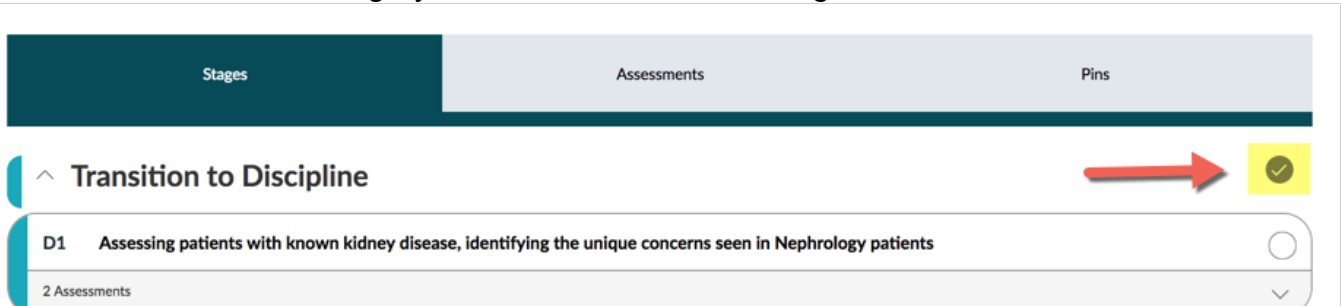 Stages Assessments Pins
Transition to Discipline
D1 Assessing patients with known kidney disease, identifying the unique concerns seen in Nephrology patients
2 Assessments